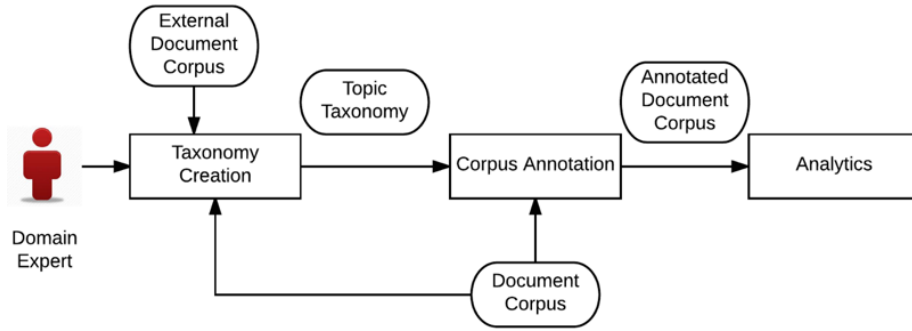 External
Document
Corpus
Topic
Taxonomy
Annotated
Document
Corpus
Taxonomy
Creation
Corpus Annotation
Analytics
Domain
Expert
Document
Corpus